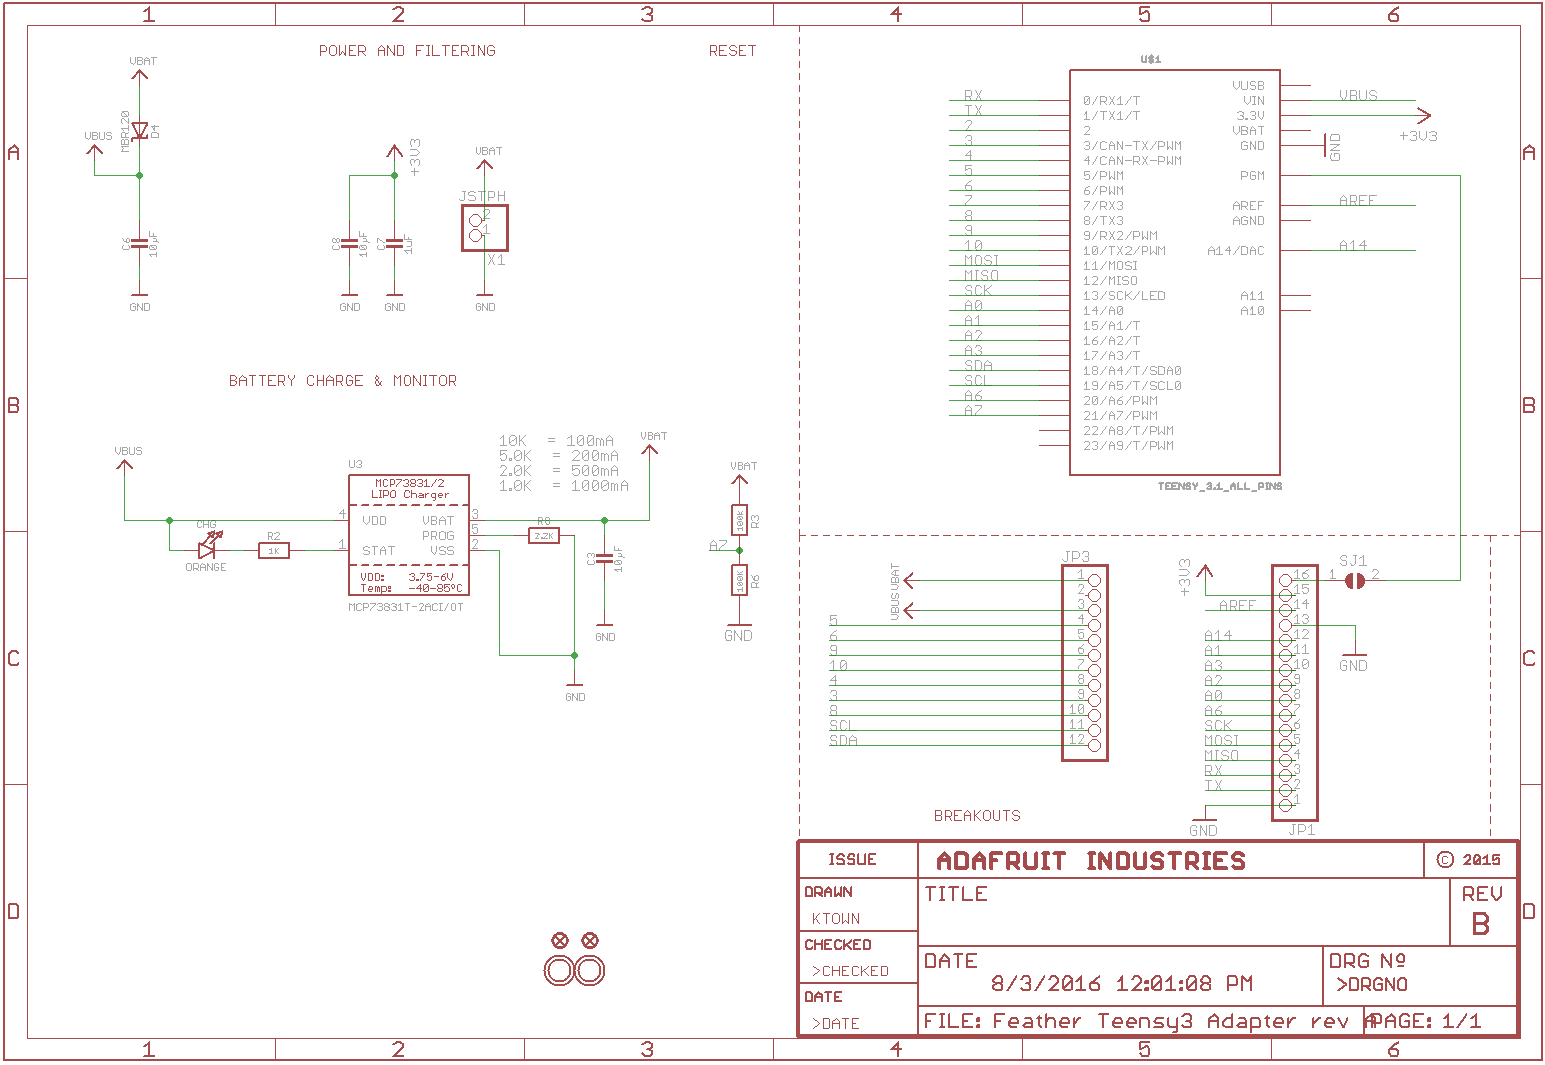 1 2 3 4 5 6
A B C D
POWER AND FILTERING
RESET
VBAT
MBR120
D4
VBUS
C6
10µF
GND
+3V3
C8
10µF
C7
1uF
GND
GND
VBAT
JSTPH
2
1
X1
GND
BATTERY CHARGE & MONITOR
VBUS
CHG
ORANGE
R2
1K
U3
MCP73831/2
LIPO Charger
4 VDD
1 STAT
VBAT 3
PROG 5
VSS 2
VDD: 3.75-6V
Temp: -40-85ºC
MCP73831T-2ACI/OT
10K = 100mA
5.0K = 200mA
2.0K = 500mA
1.0K = 1000mA
VBAT
2.2K
C3
10µF
GND
GND
VBAT
100K
R3
A7
100K
R6
GND
U$1
RX 0/RX1/T
TX 1/TX1/T
2 2
3 3/CAN-TX/PWM
4 4/CAN-RX-PWM
5 5/PWM
6 6/PWM
7 7/RX3
8 8/TX3
9 9/RX2/PWM
10 10/TX2/PWM
MOSI 11/MOSI
MISO 12/MISO
SCK 13/SCK/LED
A0 14/A0
A1 15/A1/T
A2 16/A2/T
A3 17/A3/T
SDA 18/A4/T/SDA0
SCL 19/A5/T/SCL0
A6 20/A6/PWM
A7 21/A7/PWM
22/A8/T/PWM
23/A9/T/PWM
VUSB
VIN VBUS
3.3V +3V3
VBAT
GND GND
PGM
AREF AREF
AGND
A14/DAC A14
A11
A10
TEENSY_3.1_ALL_PINS
JP3
VBAT 1
2
VBUS 3
5 4
6 5
9 6
10 7
4 8
3 9
8 10
SCL 11
SDA 12
SJ1
1 2
16
+3V3 15
AREF 14
13 GND
A14 12
A1 11
A3 10
A2 9
A0 8
A6 7
SCK 6
MOSI 5
MISO 4
RX 3
TX 2
GND 1
JP1
BREAKOUTS
ISSUE
ADAFRUIT INDUSTRIES
© 2015
DRAWN
KTOWN
TITLE
REV
B
CHECKED
>CHECKED
DATE
8/3/2016 12:01:08 PM
DRG Nº
>DRGNO
DATE
>DATE
FILE: Feather Teensy3 Adapter rev A
PAGE: 1/1
1 2 3 4 5 6
A B C D